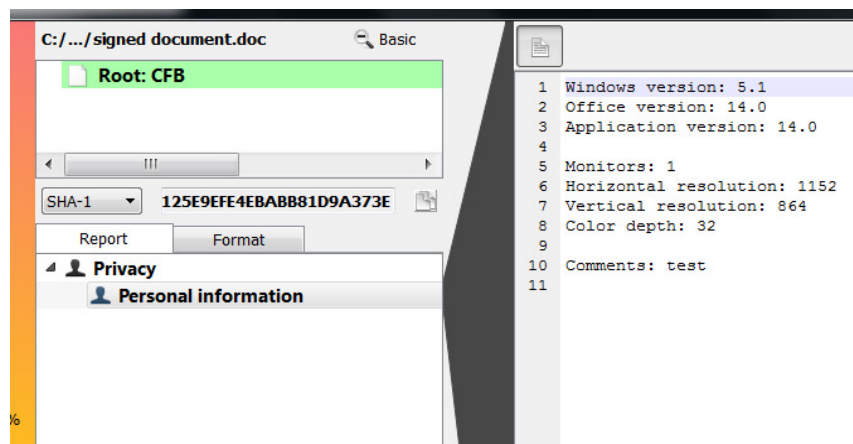 C:/.../signed document.doc
Basic
Root: CFB
SHA-1
125E9EFE4EBABB81D9A373E
Report
Format
Privacy
Personal information
%
1 Windows version: 5.1
2 Office version: 14.0
3 Application version: 14.0
4
5 Monitors: 1
6 Horizontal resolution: 1152
7 Vertical resolution: 864
8 Color depth: 32
9
10 Comments: test
11